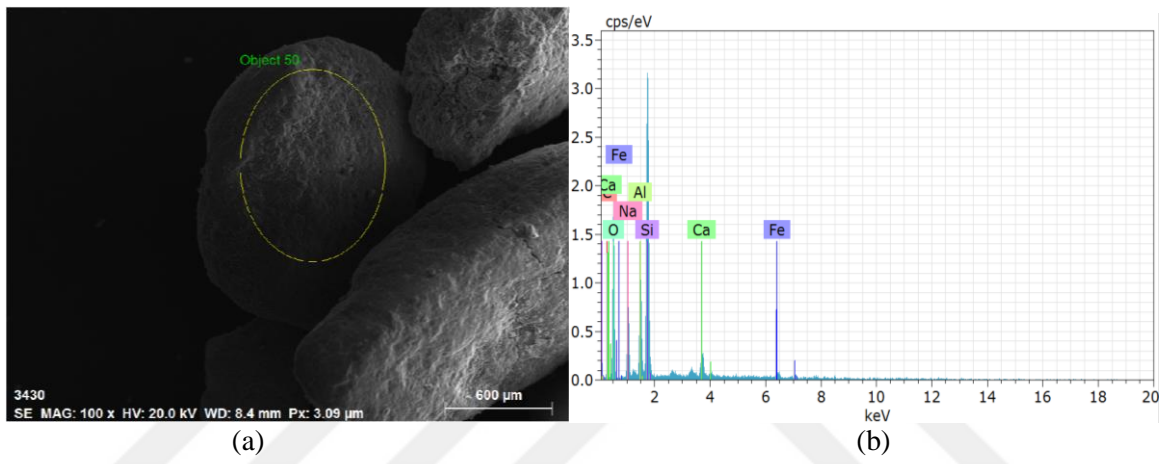 Object 50
3430
SE MAG: 100 x HV: 20.0 kV WD: 8.4 mm Px: 3.09 µm
600 µm
(a)
cps/eV
3.5
3.0
2.5
2.0
1.5
1.0
0.5
0.0
Fe
Ca
C
Al
Na
O
Si
Ca
Fe
2 4 6 8 10 12 14 16 18 20
keV
(b)